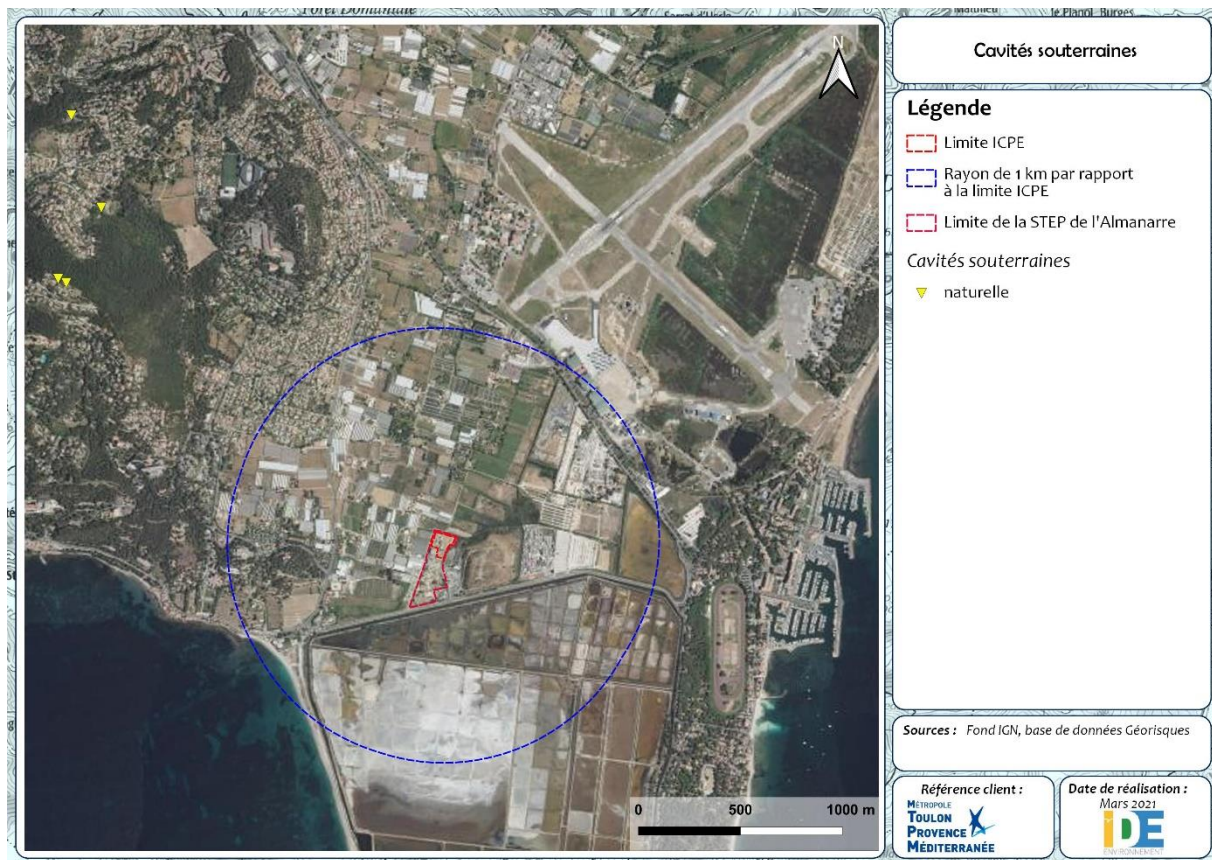 Cavités souterraines
Légende
Limite ICPE
Rayon de 1 km par rapport
à la limite ICPE
Limite de la STEP de l'Almanarre
Cavités souterraines
naturelle
N
0 500 1000 m
Sources : Fond IGN, base de données Géorisques
Référence client :
MÉTROPOLE
TOULON
PROVENCE
MÉDITERRANÉE
Date de réalisation :
Mars 2021
iDE
ENVIRONNEMENT